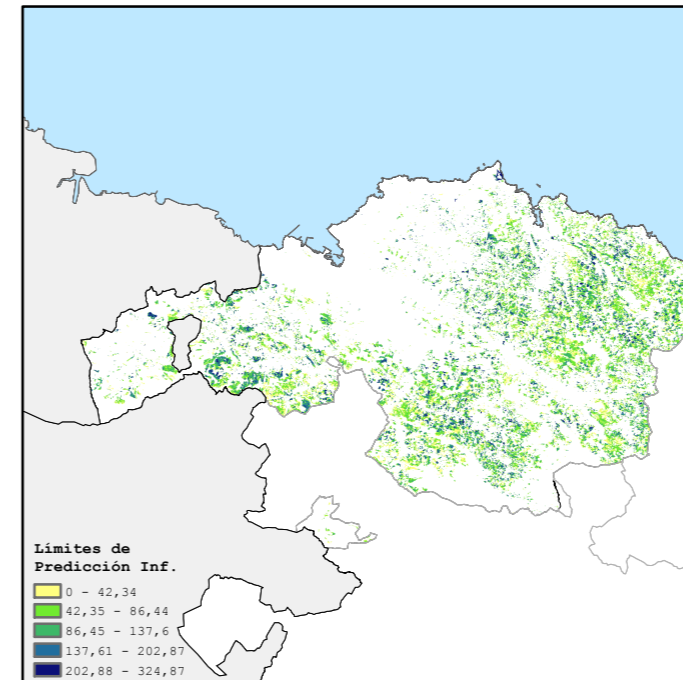 Límites de
Predicción Inf.
0 - 42,34
42,35 - 86,44
86,45 - 137,6
137,61 - 202,87
202,88 - 324,87